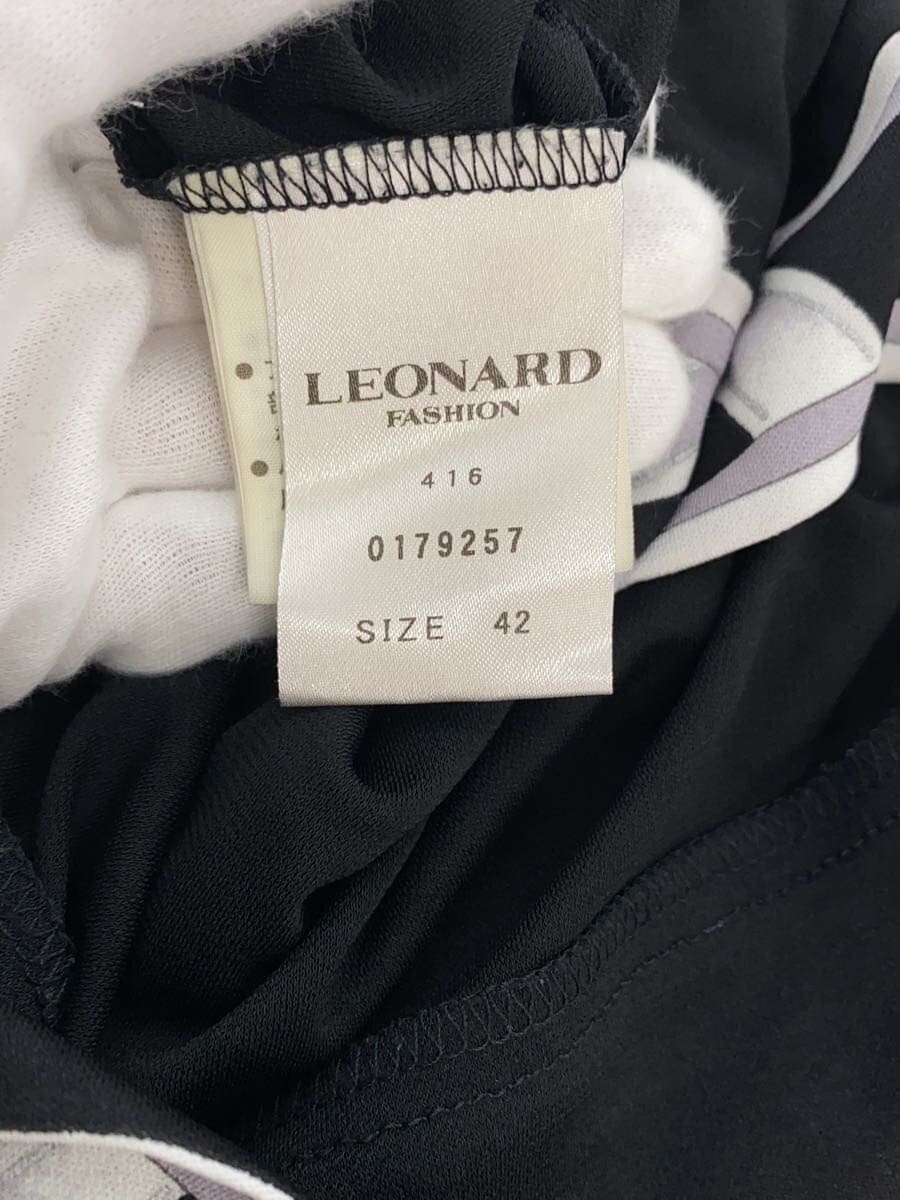 LEONARD
FASHION
416
0179257
SIZE 42